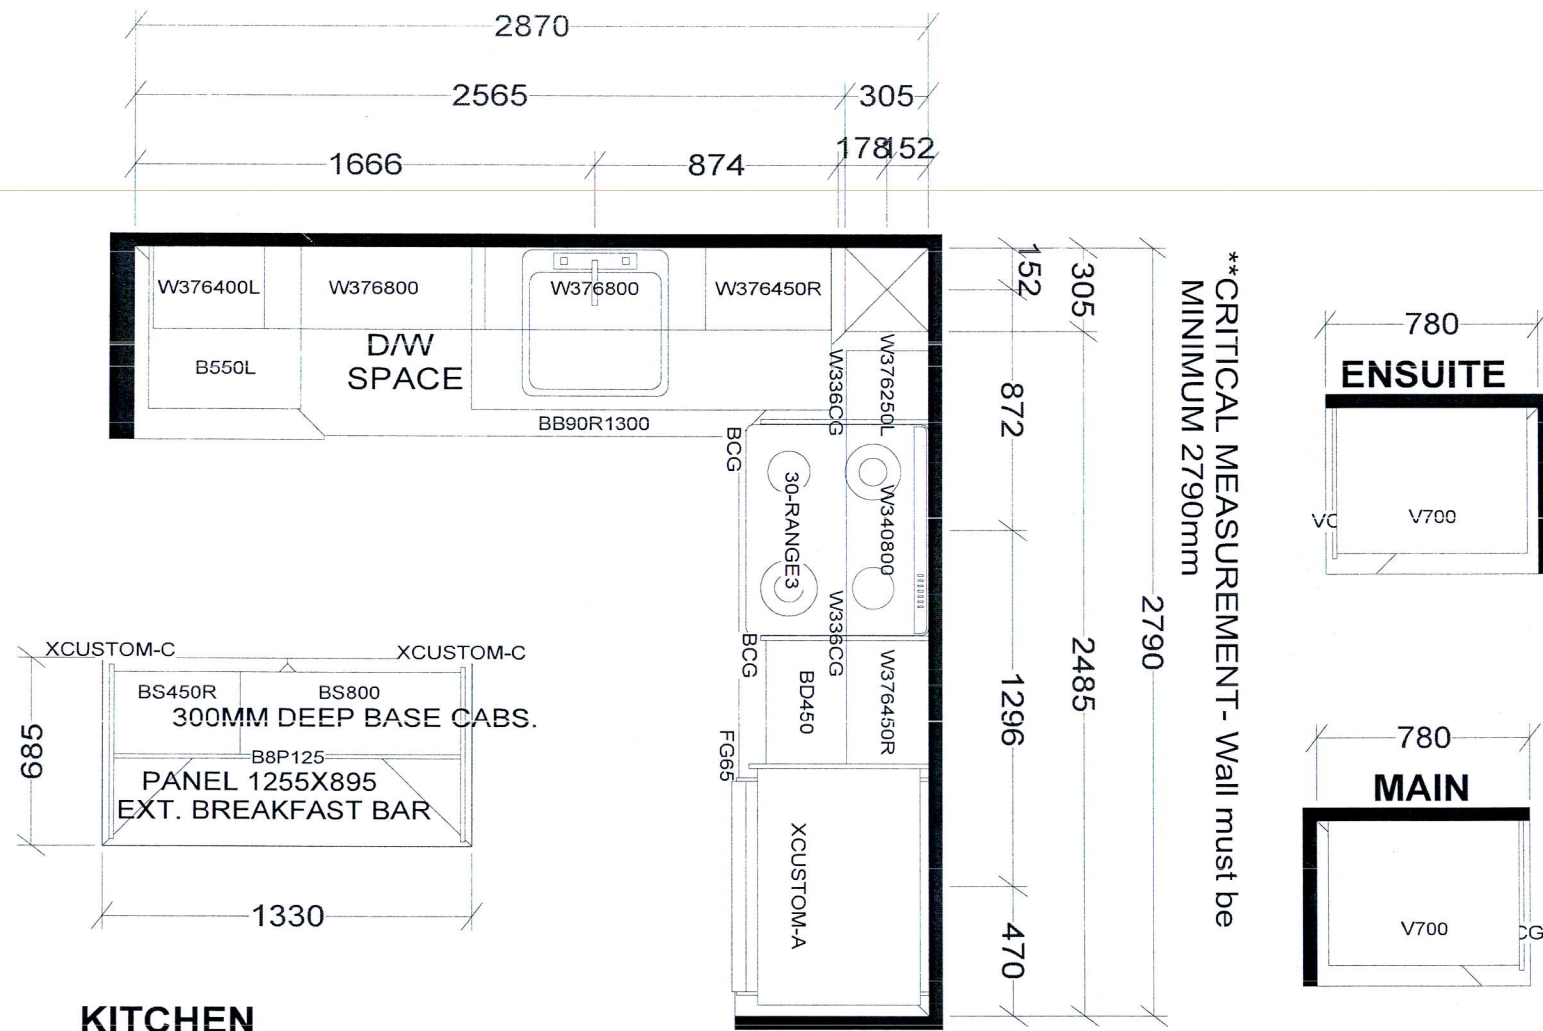 2870
2565
305
1666
874
178
152
W376400L
W376800
W376800
W376450R
B550L
D/W
SPACE
BB90R1300
W336CG
W376250L
BCG
30-RANGE3
W340800
BCG
W336CG
BD450
W376450R
FG65
XCUSTOM-A
152
305
872
1296
2485
2790
470
**CRITICAL MEASUREMENT- Wall must be
MINIMUM 2790mm
780
ENSUITE
V700
780
MAIN
V700
CG
XCUSTOM-C
XCUSTOM-C
BS450R
BS800
300MM DEEP BASE CABS.
B8P125
PANEL 1255X895
EXT. BREAKFAST BAR
685
1330
KITCHEN